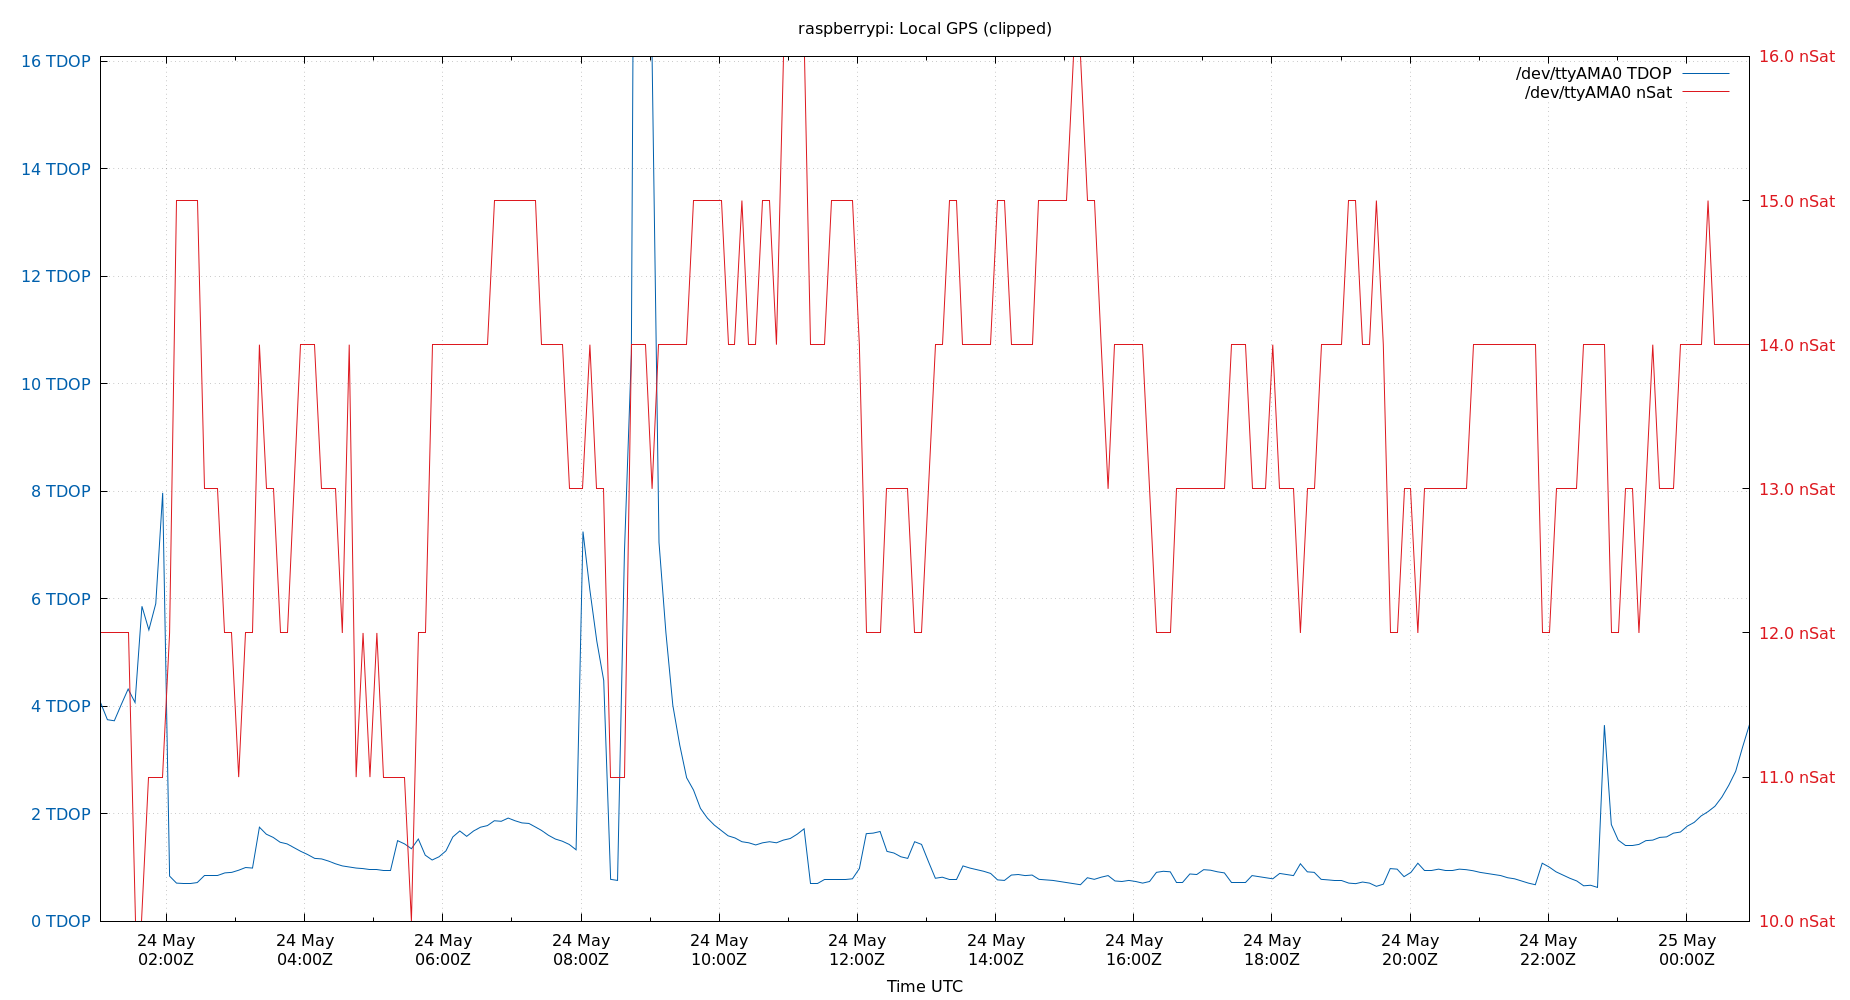 raspberrypi: Local GPS (clipped)
16 TDOP
14 TDOP
12 TDOP
10 TDOP
8 TDOP
6 TDOP
4 TDOP
2 TDOP
0 TDOP
16.0 nSat
15.0 nSat
14.0 nSat
13.0 nSat
12.0 nSat
11.0 nSat
10.0 nSat
/dev/ttyAMA0 TDOP
/dev/ttyAMA0 nSat
24 May
02:00Z
24 May
04:00Z
24 May
06:00Z
24 May
08:00Z
24 May
10:00Z
24 May
12:00Z
24 May
14:00Z
24 May
16:00Z
24 May
18:00Z
24 May
20:00Z
24 May
22:00Z
25 May
00:00Z
Time UTC